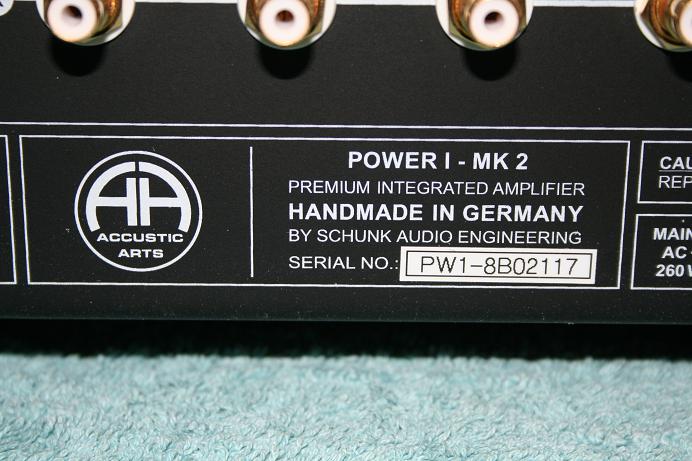 AA
ACCUSTIC
ARTS
POWER I - MK 2
PREMIUM INTEGRATED AMPLIFIER
HANDMADE IN GERMANY
BY SCHUNK AUDIO ENGINEERING
SERIAL NO.: PW1-8B02117
CAU
REP
MAIN
AC
260 W